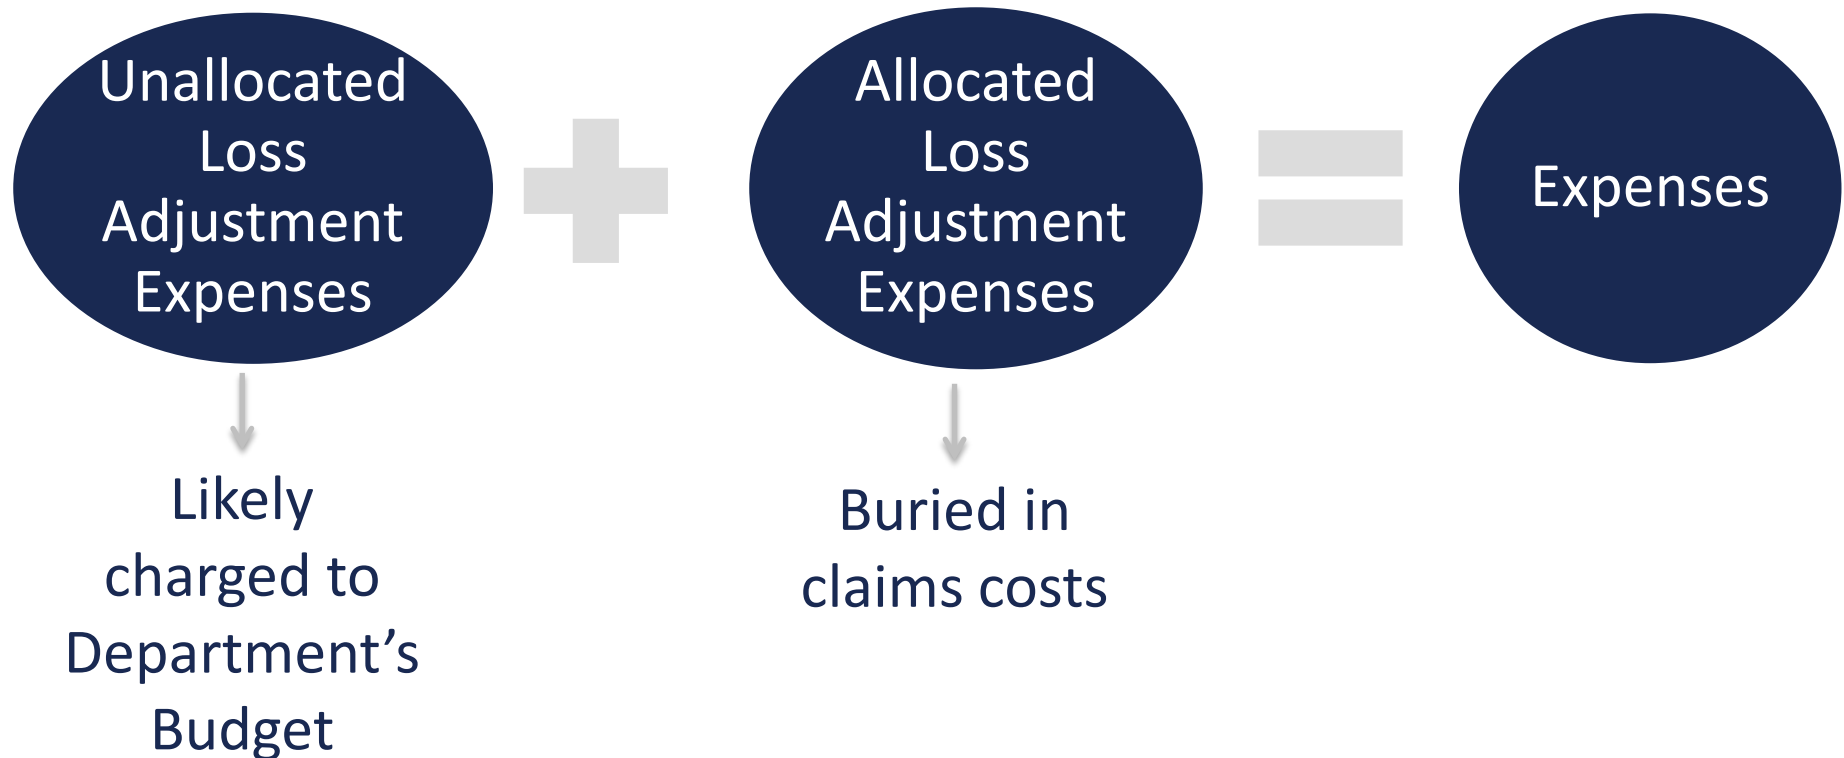 Unallocated
Loss
Adjustment
Expenses
Allocated
Loss
Adjustment
Expenses
Expenses
Likely
charged to
Department’s
Budget
Buried in
claims costs